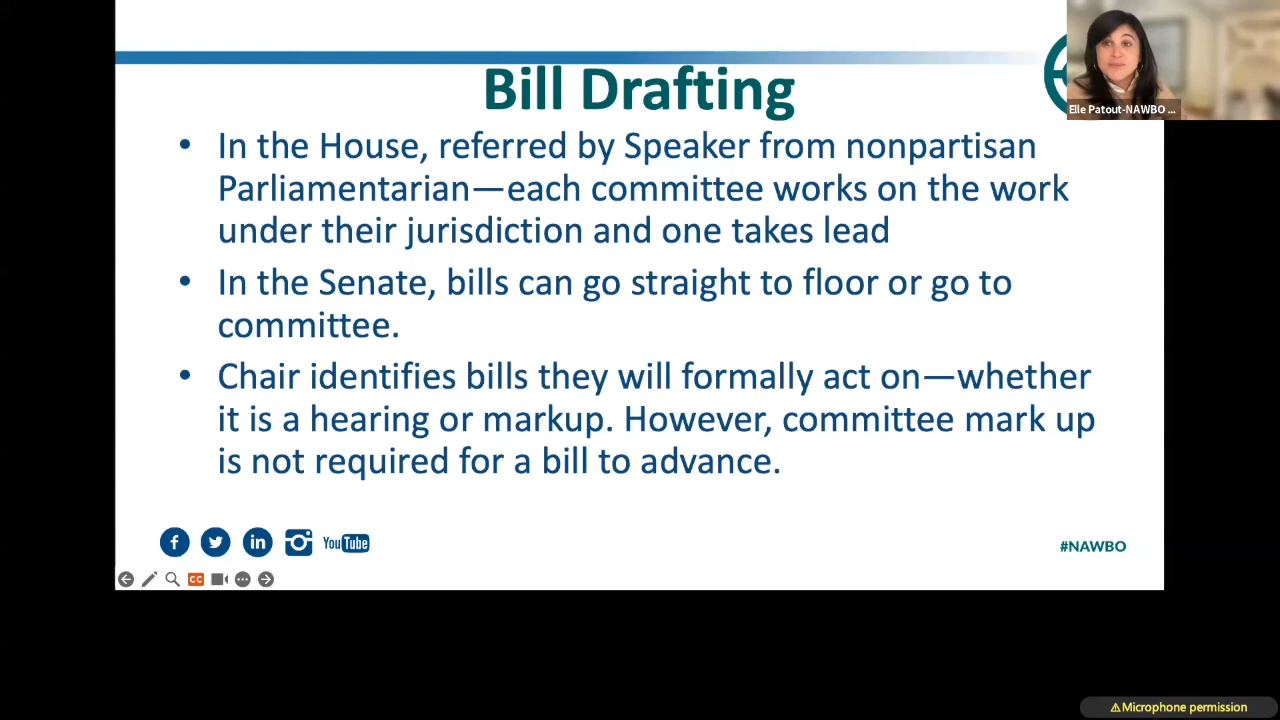 Bill Drafting
Elle Patout-NAWBO ...
• In the House, referred by Speaker from nonpartisan
Parliamentarian—each committee works on the work
under their jurisdiction and one takes lead
• In the Senate, bills can go straight to floor or go to
committee.
• Chair identifies bills they will formally act on—whether
it is a hearing or markup. However, committee mark up
is not required for a bill to advance.
f in You Tube
#NAWBO
CC
⚠Microphone permission